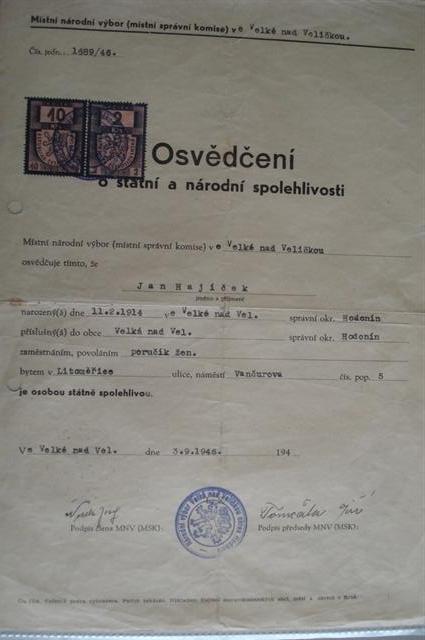 Místní národní výbor (místní správní komise) v e Velké nad Veličkou.
Čís. jedn... 1689/46.
10 2
Osvědčení
o státní a národní spolehlivosti
Místní národní výbor (místní správní komise) v e Velké nad Veličkou
osvědčuje tímto, že
Jan Hajíček
jméno a příjmení
narozený(á) dne 11.2.1914 ve Velké nad Vel. správní okr. Hodonín
příslušný(á) do obce Velké nad Vel. správní okr. Hodonín
zaměstnáním, povoláním poručík žen.
bytem v Litoměřice ulice, náměstí Vančurova čís. pop. 5
je osobou státně spolehlivou.
Ve Velké nad Vel. dne 3.9.1946. 194
Podpis člena MNV (MSK): Podpis předsedy MNV (MSK):